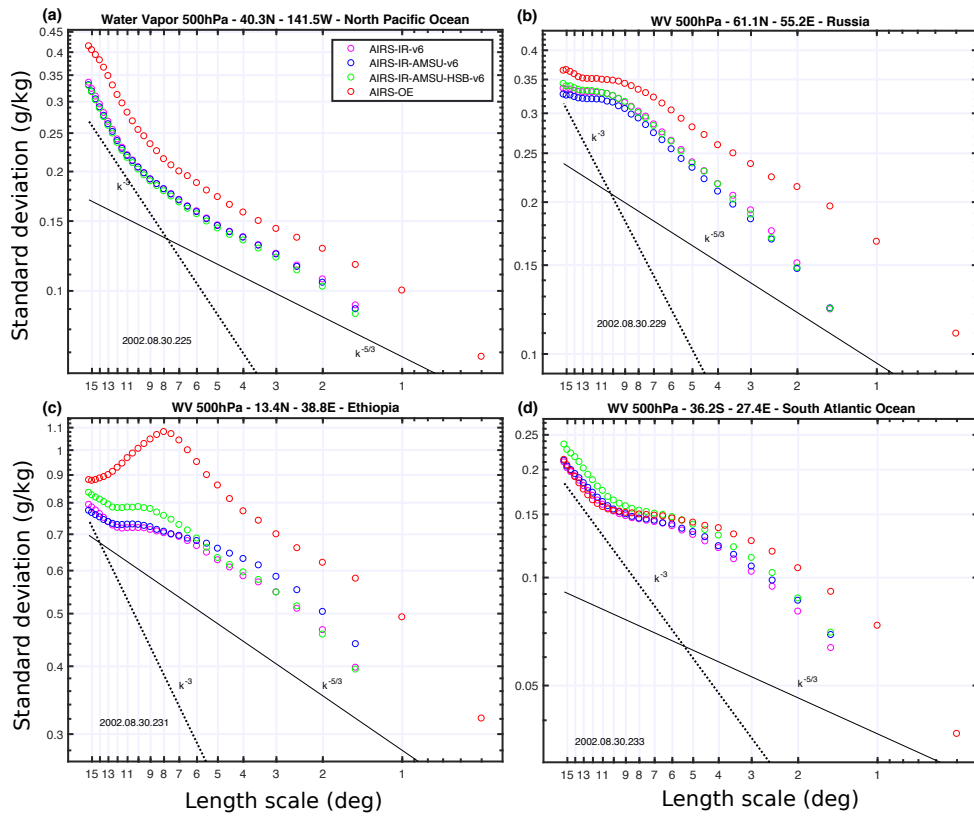 (a) Water Vapor 500hPa - 40.3N - 141.5W - North Pacific Ocean
Standard deviation (g/kg)
0.45
0.4
0.35
0.3
0.25
0.2
0.15
0.1
AIRS-IR-v6
AIRS-IR-AMSU-v6
AIRS-IR-AMSU-HSB-v6
AIRS-OE
k-3
k-5/3
2002.08.30.225
15 13 11 9 8 7 6 5 4 3 2 1
(b) WV 500hPa - 61.1N - 55.2E - Russia
0.4
0.35
0.3
0.25
0.2
0.15
0.1
k-3
k-5/3
2002.08.30.229
15 13 11 9 8 7 6 5 4 3 2 1
(c) WV 500hPa - 13.4N - 38.8E - Ethiopia
Standard deviation (g/kg)
1.1
1
0.9
0.8
0.7
0.6
0.5
0.4
0.3
k-3
k-5/3
2002.08.30.231
15 13 11 9 8 7 6 5 4 3 2 1
Length scale (deg)
(d) WV 500hPa - 36.2S - 27.4E - South Atlantic Ocean
0.25
0.2
0.15
0.1
0.05
k-3
k-5/3
2002.08.30.233
15 13 11 9 8 7 6 5 4 3 2 1
Length scale (deg)